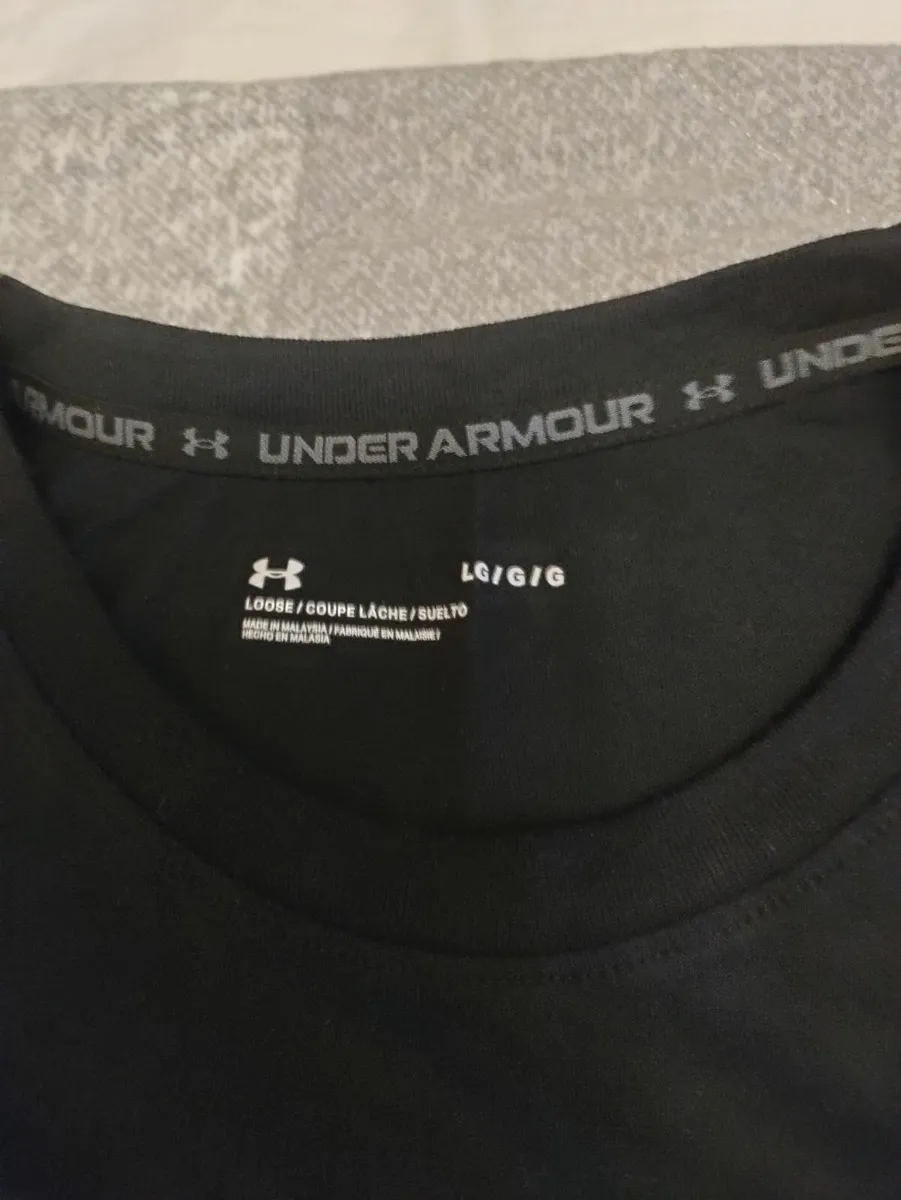 ARMOUR UNDER ARMOUR UNDE
LG/G/G
LOOSE / COUPE LÂCHE / SUELTO
MADE IN MALAYSIA / FABRIQUÉ EN MALAISIE /
HECHO EN MALASIA